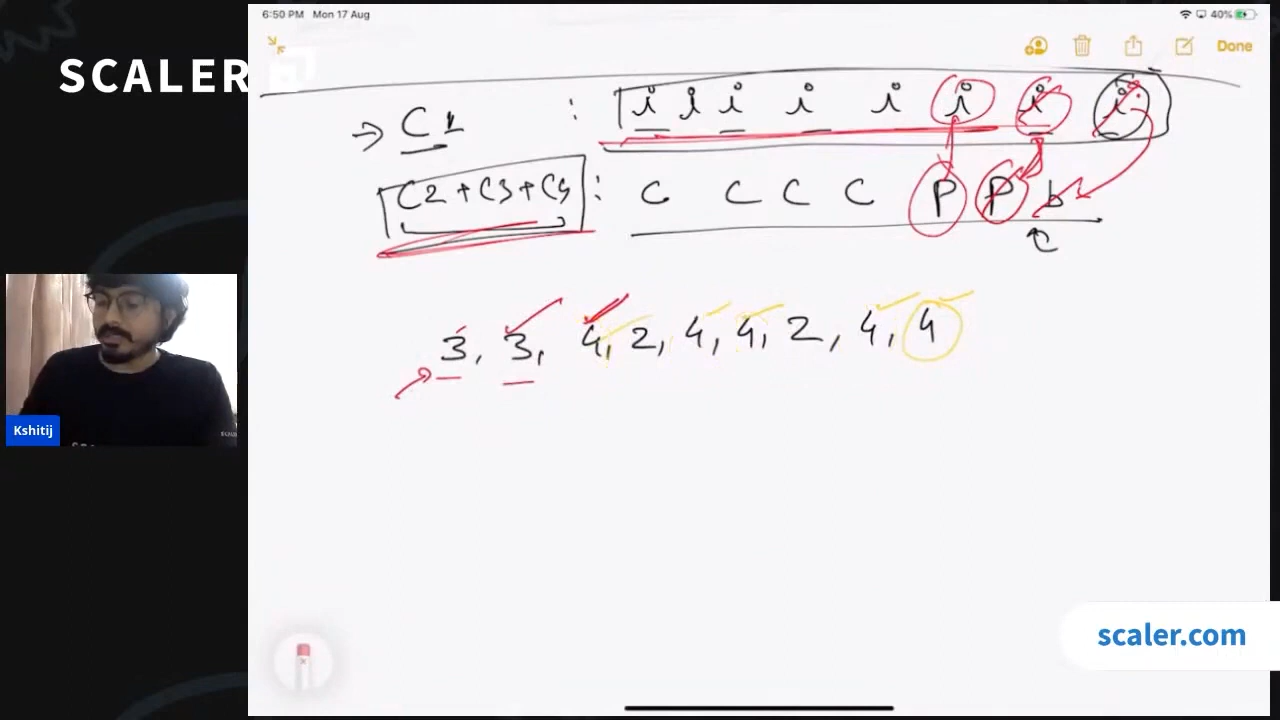 6:50 PM Mon 17 Aug
40%
SCALER
Done
→ C1 : i i i i i i i i
C2 + C3 + C4 : C C C C P P b
3, 3, 4, 2, 4, 4, 2, 4, 4
Kshitij
scaler.com